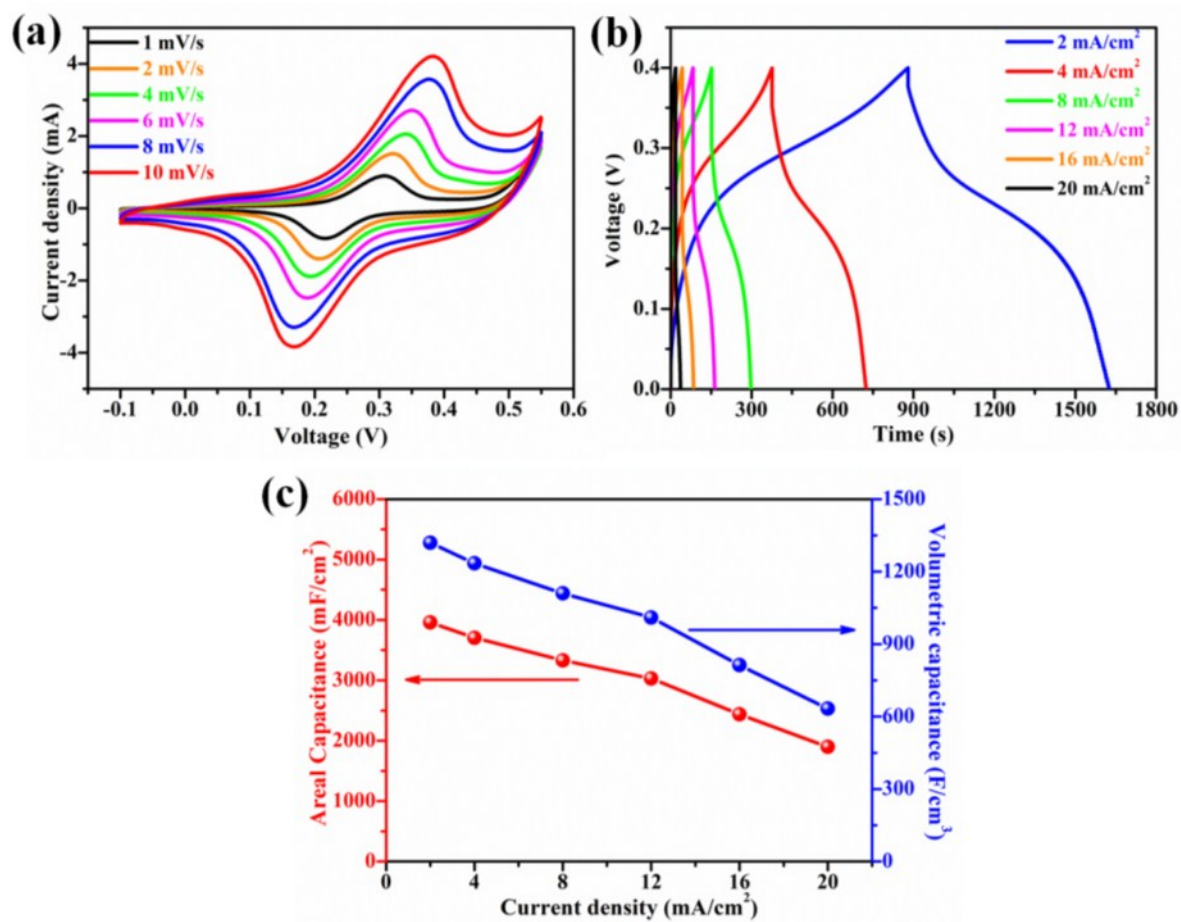 (a)
1 mV/s
2 mV/s
4 mV/s
6 mV/s
8 mV/s
10 mV/s
Current density (mA)
4
2
0
-2
-4
-0.1 0.0 0.1 0.2 0.3 0.4 0.5 0.6
Voltage (V)
(b)
2 mA/cm²
4 mA/cm²
8 mA/cm²
12 mA/cm²
16 mA/cm²
20 mA/cm²
Voltage (V)
0.4
0.3
0.2
0.1
0.0
0 300 600 900 1200 1500 1800
Time (s)
(c)
Areal Capacitance (mF/cm²)
6000
5000
4000
3000
2000
1000
0
1500
1200
900
600
300
0
Volumetric capacitance (F/cm³)
0 4 8 12 16 20
Current density (mA/cm²)